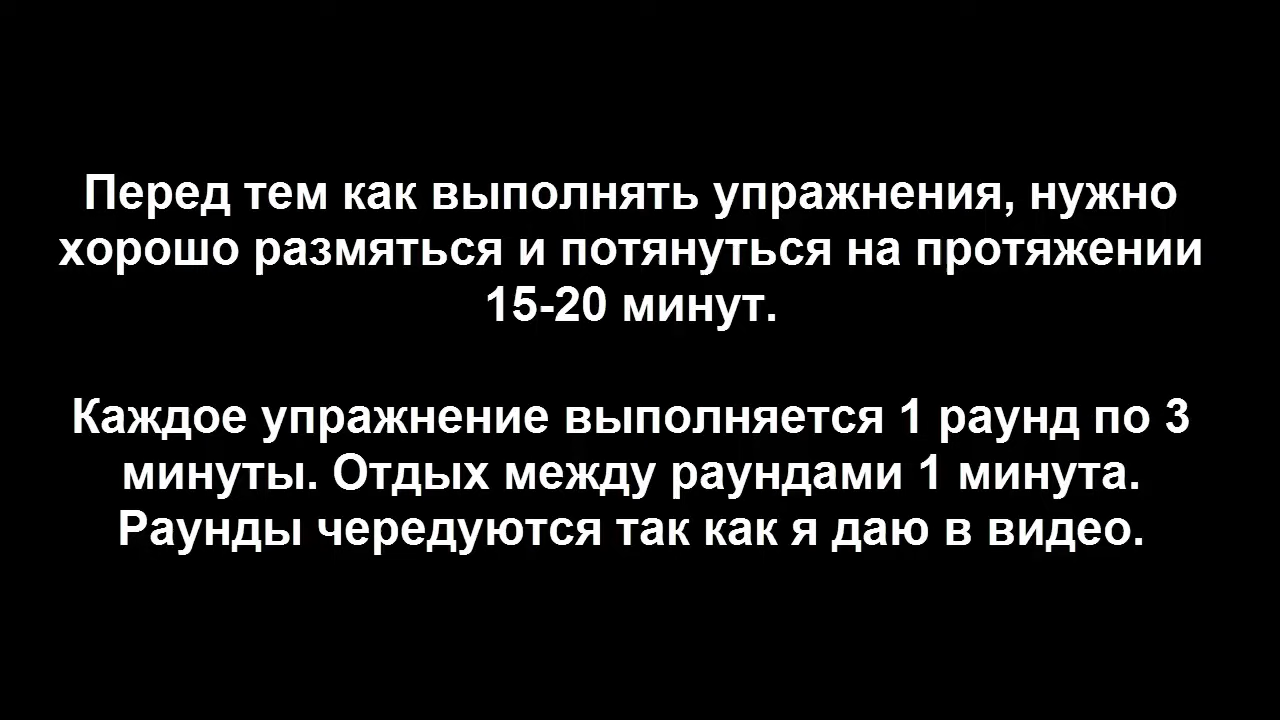 Перед тем как выполнять упражнения, нужно
хорошо размяться и потянуться на протяжении
15-20 минут.
Каждое упражнение выполняется 1 раунд по 3
минуты. Отдых между раундами 1 минута.
Раунды чередуются так как я даю в видео.